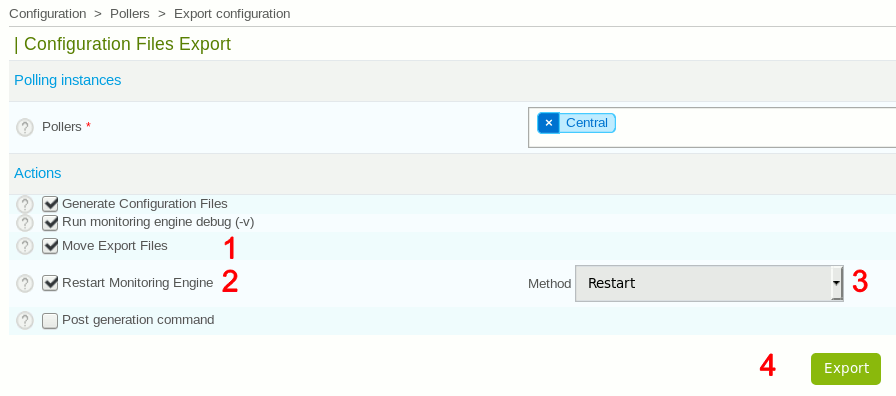 Configuration > Pollers > Export configuration
| Configuration Files Export
Polling instances
? Pollers * × Central
Actions
? Generate Configuration Files
? Run monitoring engine debug (-v)
? Move Export Files 1
? Restart Monitoring Engine 2 Method Restart 3
? Post generation command
4 Export